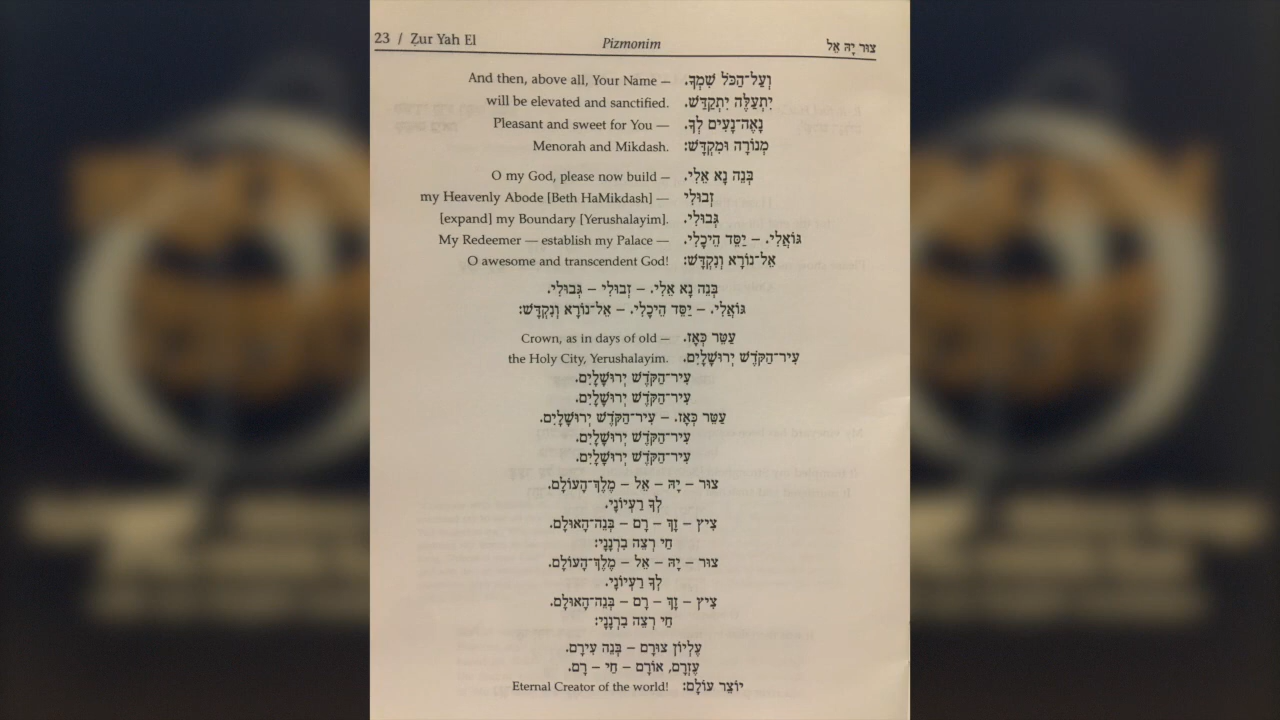 23 / Ẓur Yah El Pizmonim צוּר יָהּ אֵל
And then, above all, Your Name — וְעַל־הַכֹּל שִׁמְךָ.
will be elevated and sanctified. יִתְעַלֶּה יִתְקַדַּשׁ.
Pleasant and sweet for You — נָאֶה־נָעִים לְךָ.
Menorah and Mikdash. מְנוֹרָה וּמִקְדָּשׁ:
O my God, please now build — בְּנֵה נָא אֵלִי.
my Heavenly Abode [Beth HaMikdash] — זְבוּלִי
[expand] my Boundary [Yerushalayim]. גְּבוּלִי.
My Redeemer — establish my Palace — גּוֹאֲלִי. – יַסֵּד הֵיכָלִי.
O awesome and transcendent God! אֵל־נוֹרָא וְנִקְדָּשׁ:
בְּנֵה נָא אֵלִי. – זְבוּלִי – גְּבוּלִי.
גּוֹאֲלִי. – יַסֵּד הֵיכָלִי. – אֵל־נוֹרָא וְנִקְדָּשׁ:
Crown, as in days of old — עַטֵּר כְּאָז.
the Holy City, Yerushalayim. עִיר־הַקֹּדֶשׁ יְרוּשָׁלָיִם.
עִיר־הַקֹּדֶשׁ יְרוּשָׁלָיִם.
עִיר־הַקֹּדֶשׁ יְרוּשָׁלָיִם.
עַטֵּר כְּאָז. – עִיר־הַקֹּדֶשׁ יְרוּשָׁלָיִם.
עִיר־הַקֹּדֶשׁ יְרוּשָׁלָיִם.
עִיר־הַקֹּדֶשׁ יְרוּשָׁלָיִם.
צוּר – יָהּ – אֵל – מֶלֶךְ־הָעוֹלָם.
לְךָ רַעְיוֹנָי.
צִיץ – זָךְ – רָם – בְּנֵה־הָאוּלָם.
חַי רְצֵה בִרְנָנָי:
צוּר – יָהּ – אֵל – מֶלֶךְ־הָעוֹלָם.
לְךָ רַעְיוֹנָי.
צִיץ – זָךְ – רָם – בְּנֵה־הָאוּלָם.
חַי רְצֵה בִרְנָנָי:
עֶלְיוֹן צוּרָם – בְּנֵה עִירָם.
עֶזְרָם, אוֹרָם – חַי – רָם.
Eternal Creator of the world! יוֹצֵר עוֹלָם: